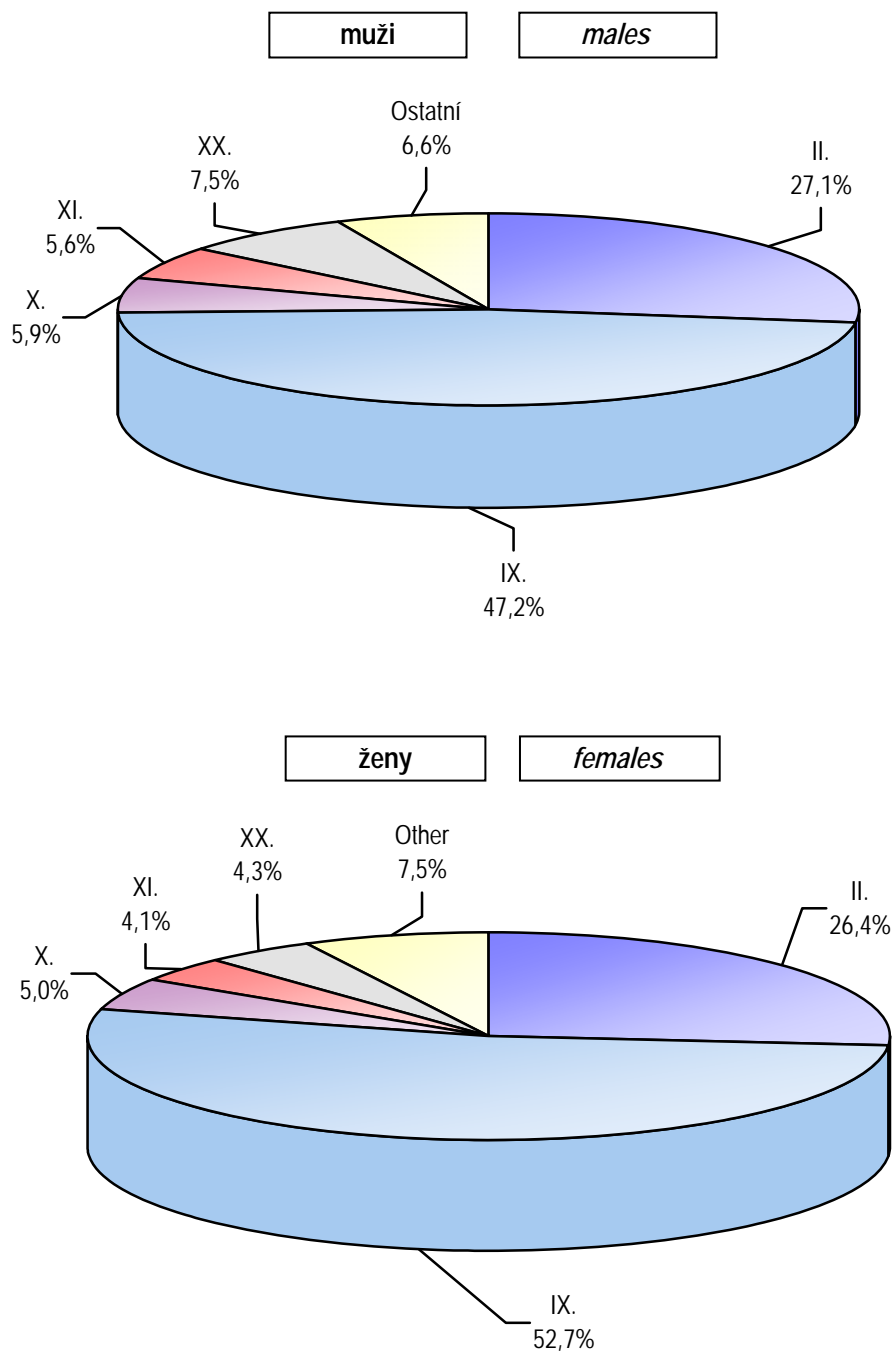 muži
males
Ostatní
6,6%
XX.
7,5%
II.
27,1%
XI.
5,6%
X.
5,9%
IX.
47,2%
ženy
females
Other
7,5%
XX.
4,3%
II.
26,4%
XI.
4,1%
X.
5,0%
IX.
52,7%